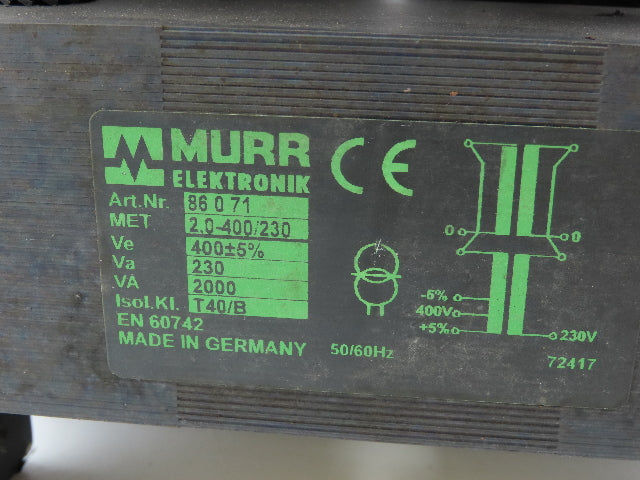 MURR
ELEKTRONIK
CE
Art.Nr. 86 0 71
MET 2,0-400/230
Ve 400±5%
Va 230
VA 2000
Isol.Kl. T40/B
EN 60742
MADE IN GERMANY
50/60Hz
0 0
-5%
400V
+5%
230V
72417